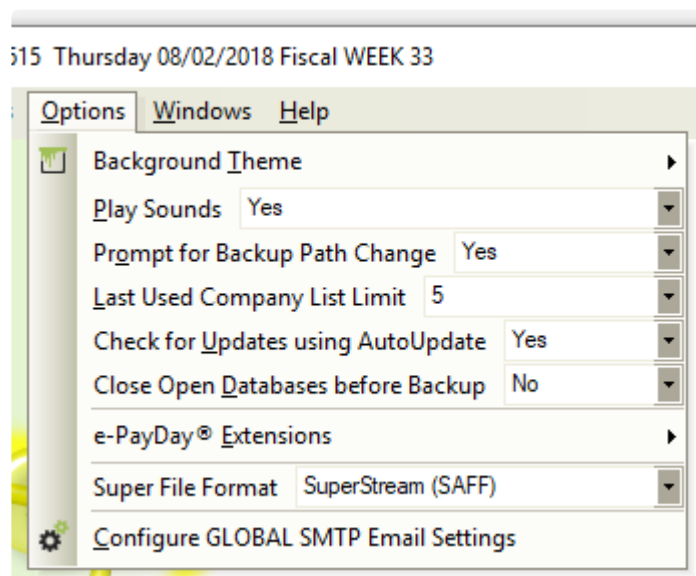 515 Thursday 08/02/2018 Fiscal WEEK 33
Options Windows Help
Background Theme
Play Sounds Yes
Prompt for Backup Path Change Yes
Last Used Company List Limit 5
Check for Updates using AutoUpdate Yes
Close Open Databases before Backup No
e-PayDay® Extensions
Super File Format SuperStream (SAFF)
Configure GLOBAL SMTP Email Settings